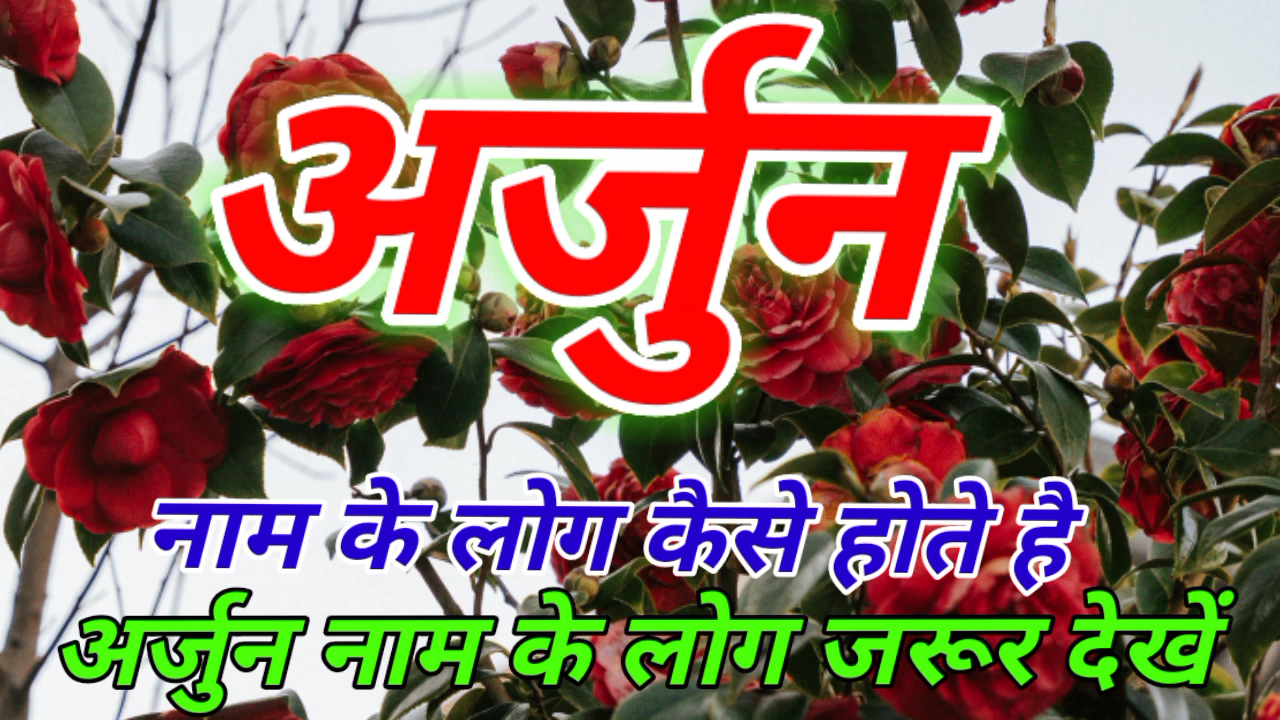 अर्जुन
नाम के लोग कैसे होते है
अर्जुन नाम के लोग जरूर देखें